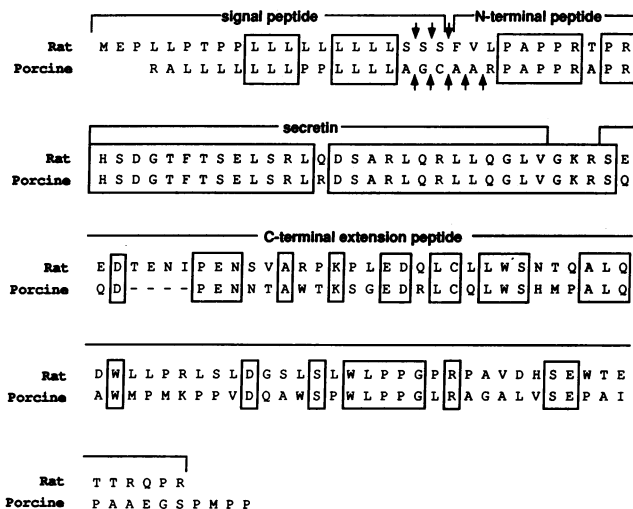 signal peptide N-terminal peptide
Rat M E P L L P T P P L L L L L L L L L S S S F V L P A P P R T P R
Porcine R A L L L L L L P P L L L L A G C A A R P A P P R A P R
secretin
Rat H S D G T F T S E L S R L Q D S A R L Q R L L Q G L V G K R S E
Porcine H S D G T F T S E L S R L R D S A R L Q R L L Q G L V G K R S Q
C-terminal extension peptide
Rat E D T E N I P E N S V A R P K P L E D Q L C L L W S N T Q A L Q
Porcine Q D - - - - P E N N T A W T K S G E D R L C Q L W S H M P A L Q
Rat D W L L P R L S L D G S L S L W L P P G P R P A V D H S E W T E
Porcine A W M P M K P P V D Q A W S P W L P P G L R A G A L V S E P A I
Rat T T R Q P R
Porcine P A A E G S P M P P